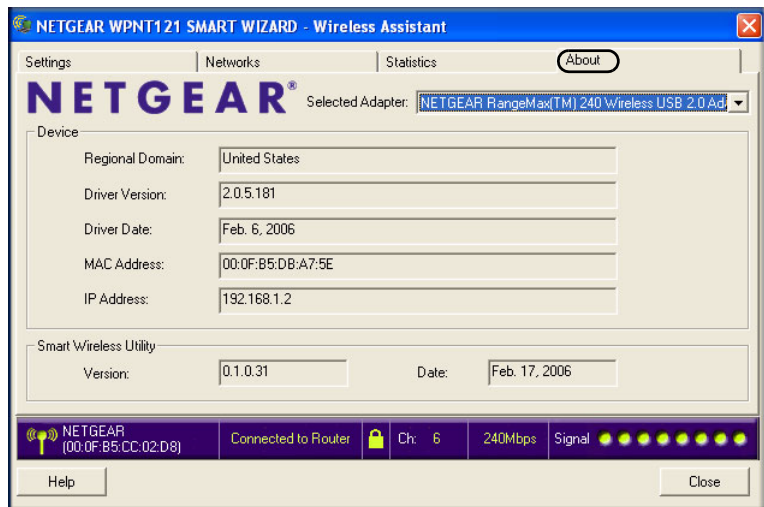 NETGEAR WPNT121 SMART WIZARD - Wireless Assistant
Settings Networks Statistics About
NETGEAR® Selected Adapter: NETGEAR RangeMax(TM) 240 Wireless USB 2.0 Ad
Device
Regional Domain: United States
Driver Version: 2.0.5.181
Driver Date: Feb. 6, 2006
MAC Address: 00:0F:B5:DB:A7:5E
IP Address: 192.168.1.2
Smart Wireless Utility
Version: 0.1.0.31 Date: Feb. 17, 2006
NETGEAR
(00:0F:B5:CC:02:D8) Connected to Router Ch: 6 240Mbps Signal
Help Close